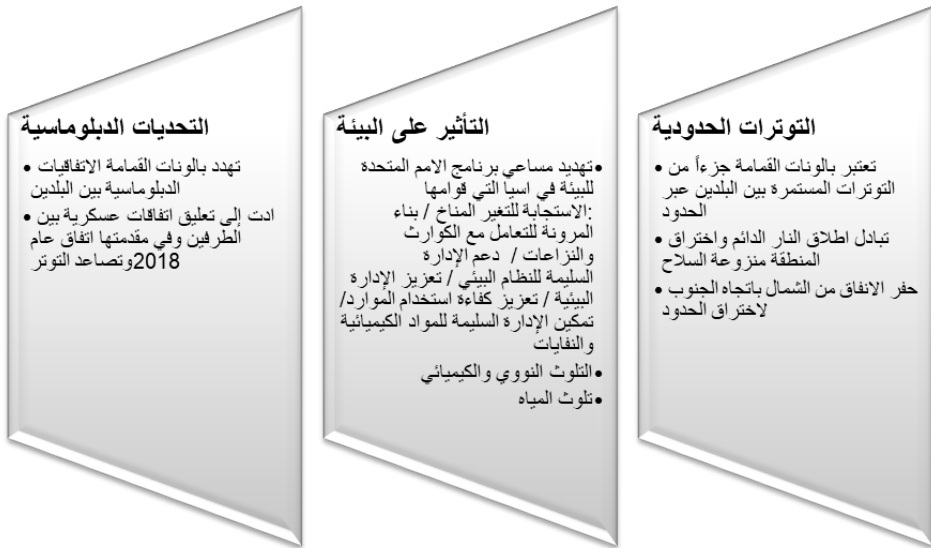 التوترات الحدودية
• تعتبر بالونات القمامة جزءاً من
التوترات المستمرة بين البلدين عبر
الحدود
• تبادل اطلاق النار الدائم واختراق
المنطقة منزوعة السلاح
• حفر الانفاق من الشمال باتجاه الجنوب
لاختراق الحدود
التأثير على البيئة
• تهديد مساعي برنامج الامم المتحدة
للبيئة في اسيا التي قوامها
:الاستجابة للتغير المناخ / بناء
المرونة للتعامل مع الكوارث
والنزاعات / دعم الإدارة
السليمة للنظام البيئي / تعزيز الإدارة
البيئية / تعزيز كفاءة استخدام الموارد/
تمكين الإدارة السليمة للمواد الكيميائية
والنفايات
• التلوث النووي والكيميائي
• تلوث المياه
التحديات الدبلوماسية
• تهدد بالونات القمامة الاتفاقيات
الدبلوماسية بين البلدين
• ادت إلى تعليق اتفاقات عسكرية بين
الطرفين وفي مقدمتها اتفاق عام
2018وتصاعد التوتر